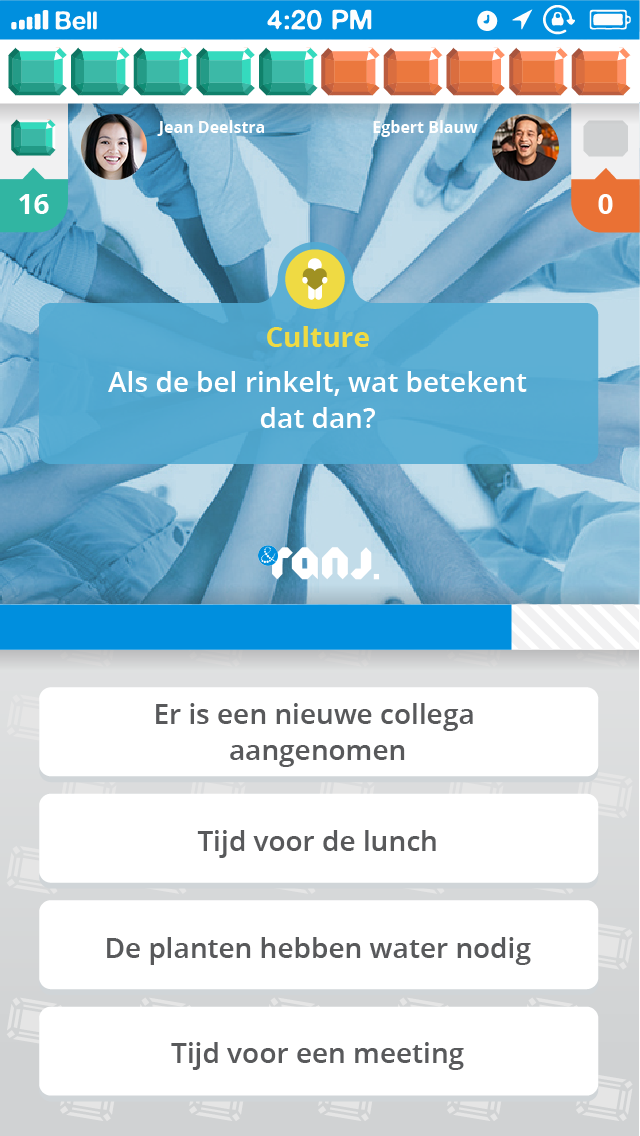 Bell 4:20 PM
Jean Deelstra Egbert Blauw
16 0
Culture
Als de bel rinkelt, wat betekent
dat dan?
&ranj.
Er is een nieuwe collega
aangenomen
Tijd voor de lunch
De planten hebben water nodig
Tijd voor een meeting